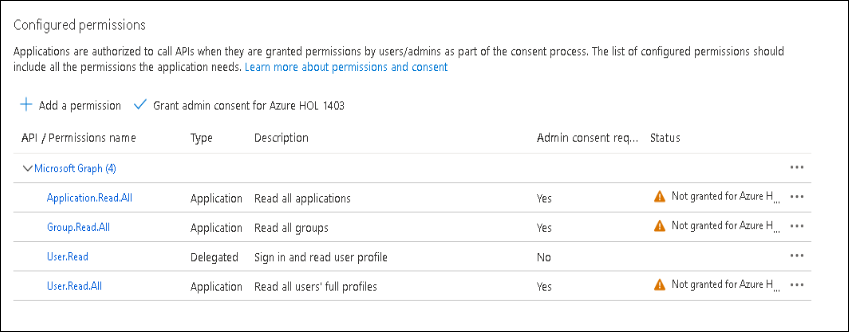 Configured permissions
Applications are authorized to call APIs when they are granted permissions by users/admins as part of the consent process. The list of configured permissions should
include all the permissions the application needs. Learn more about permissions and consent
Add a permission Grant admin consent for Azure HOL 1403
API / Permissions name Type Description Admin consent req... Status
Microsoft Graph (4) ...
Application.Read.All Application Read all applications Yes Not granted for Azure H... ...
Group.Read.All Application Read all groups Yes Not granted for Azure H... ...
User.Read Delegated Sign in and read user profile No ...
User.Read.All Application Read all users' full profiles Yes Not granted for Azure H... ...